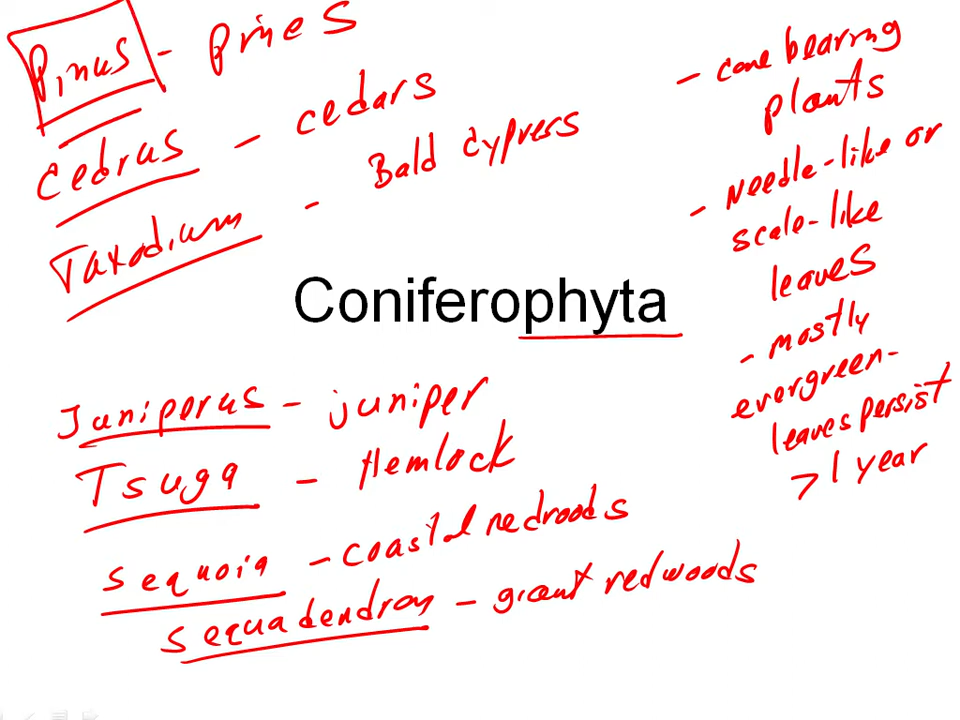 Pinus - pines
Cedrus - cedars
Taxodium - Bald cypress
Coniferophyta
Juniperus - juniper
Tsuga - Hemlock
Sequoia - coastal redwoods
Sequadendron - giant redwoods
- cone bearing
plants
- Needle-like or
scale-like
leaves
- mostly
evergreen-
leaves persist
>1 year